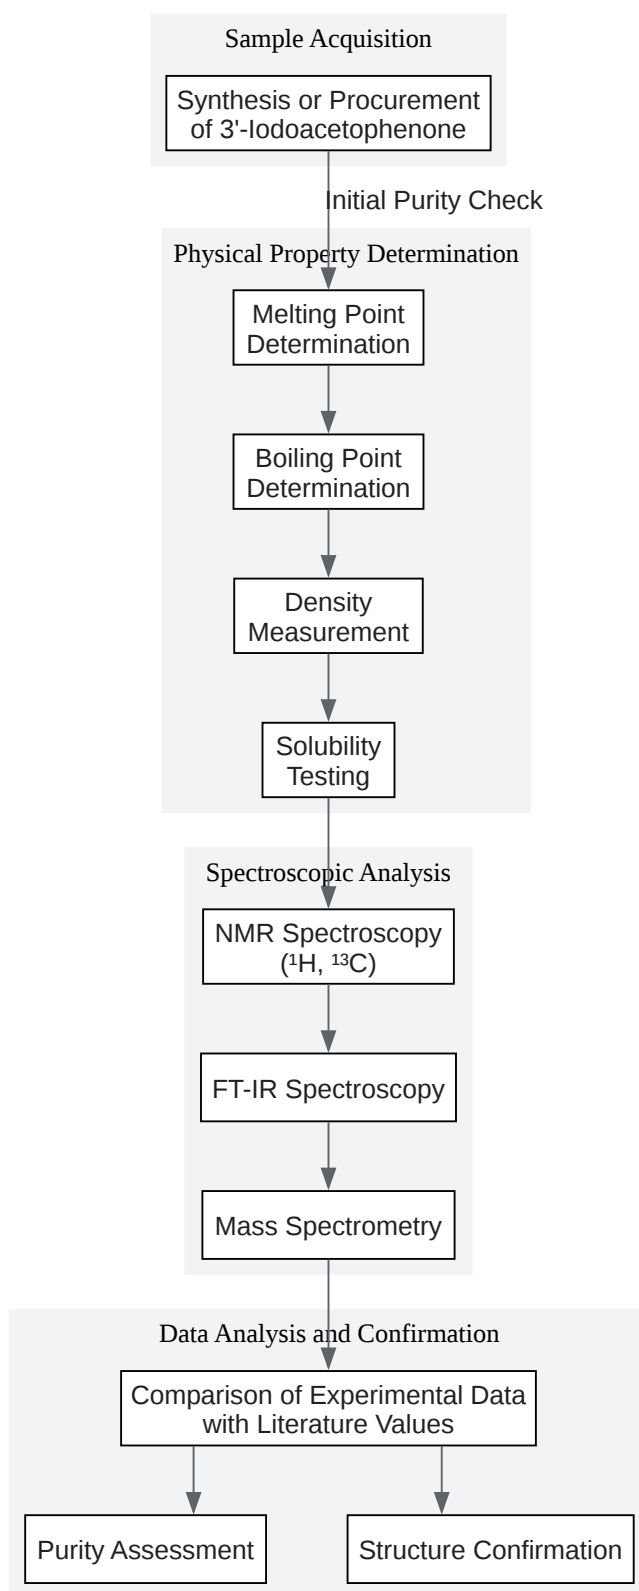 Sample Acquisition
Synthesis or Procurement
of 3'-Iodoacetophenone
Initial Purity Check
Physical Property Determination
Melting Point
Determination
Boiling Point
Determination
Density
Measurement
Solubility
Testing
Spectroscopic Analysis
NMR Spectroscopy
(¹H, ¹³C)
FT-IR Spectroscopy
Mass Spectrometry
Data Analysis and Confirmation
Comparison of Experimental Data
with Literature Values
Purity Assessment
Structure Confirmation